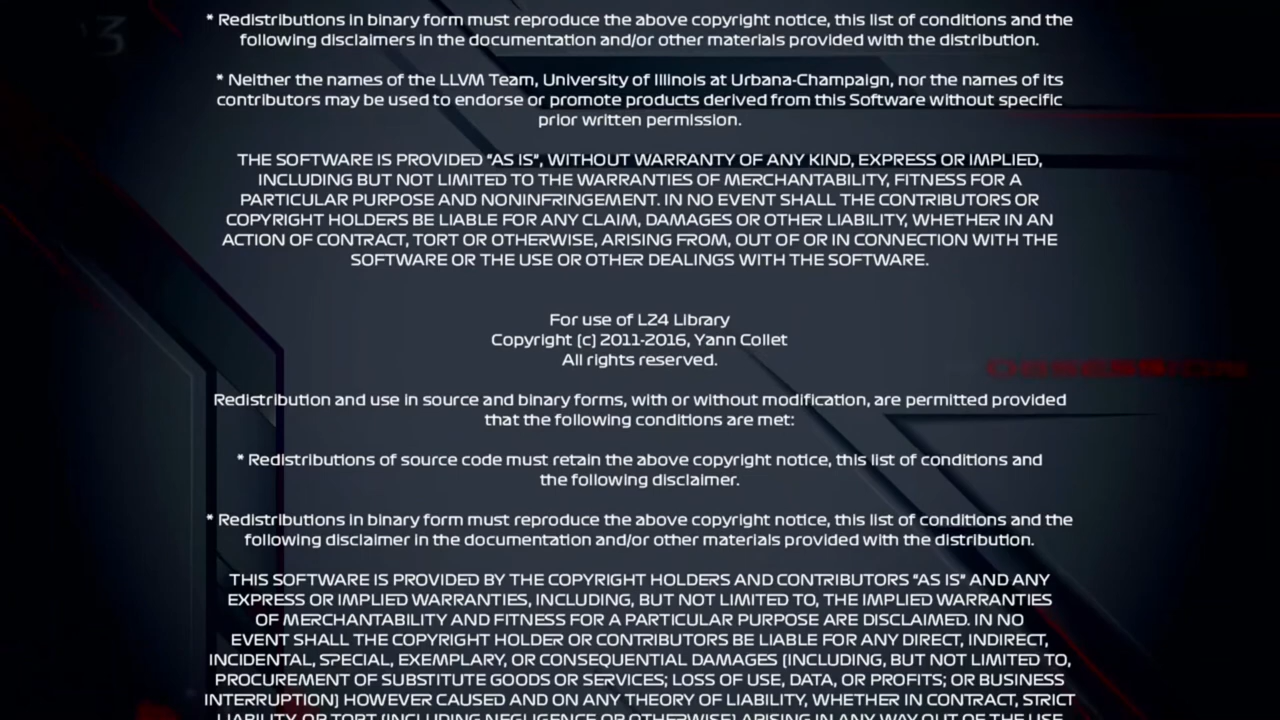 * Redistributions in binary form must reproduce the above copyright notice, this list of conditions and the
following disclaimers in the documentation and/or other materials provided with the distribution.
* Neither the names of the LLVM Team, University of Illinois at Urbana-Champaign, nor the names of its
contributors may be used to endorse or promote products derived from this Software without specific
prior written permission.
THE SOFTWARE IS PROVIDED "AS IS", WITHOUT WARRANTY OF ANY KIND, EXPRESS OR IMPLIED,
INCLUDING BUT NOT LIMITED TO THE WARRANTIES OF MERCHANTABILITY, FITNESS FOR A
PARTICULAR PURPOSE AND NONINFRINGEMENT. IN NO EVENT SHALL THE CONTRIBUTORS OR
COPYRIGHT HOLDERS BE LIABLE FOR ANY CLAIM, DAMAGES OR OTHER LIABILITY, WHETHER IN AN
ACTION OF CONTRACT, TORT OR OTHERWISE, ARISING FROM, OUT OF OR IN CONNECTION WITH THE
SOFTWARE OR THE USE OR OTHER DEALINGS WITH THE SOFTWARE.
For use of LZ4 Library
Copyright (c) 2011-2016, Yann Collet
All rights reserved.
Redistribution and use in source and binary forms, with or without modification, are permitted provided
that the following conditions are met:
* Redistributions of source code must retain the above copyright notice, this list of conditions and
the following disclaimer.
* Redistributions in binary form must reproduce the above copyright notice, this list of conditions and the
following disclaimer in the documentation and/or other materials provided with the distribution.
THIS SOFTWARE IS PROVIDED BY THE COPYRIGHT HOLDERS AND CONTRIBUTORS "AS IS" AND ANY
EXPRESS OR IMPLIED WARRANTIES, INCLUDING, BUT NOT LIMITED TO, THE IMPLIED WARRANTIES
OF MERCHANTABILITY AND FITNESS FOR A PARTICULAR PURPOSE ARE DISCLAIMED. IN NO
EVENT SHALL THE COPYRIGHT HOLDER OR CONTRIBUTORS BE LIABLE FOR ANY DIRECT, INDIRECT,
INCIDENTAL, SPECIAL, EXEMPLARY, OR CONSEQUENTIAL DAMAGES (INCLUDING, BUT NOT LIMITED TO,
PROCUREMENT OF SUBSTITUTE GOODS OR SERVICES; LOSS OF USE, DATA, OR PROFITS; OR BUSINESS
INTERRUPTION) HOWEVER CAUSED AND ON ANY THEORY OF LIABILITY, WHETHER IN CONTRACT, STRICT
LIABILITY, OR TORT (INCLUDING NEGLIGENCE OR OTHERWISE) ARISING IN ANY WAY OUT OF THE USE